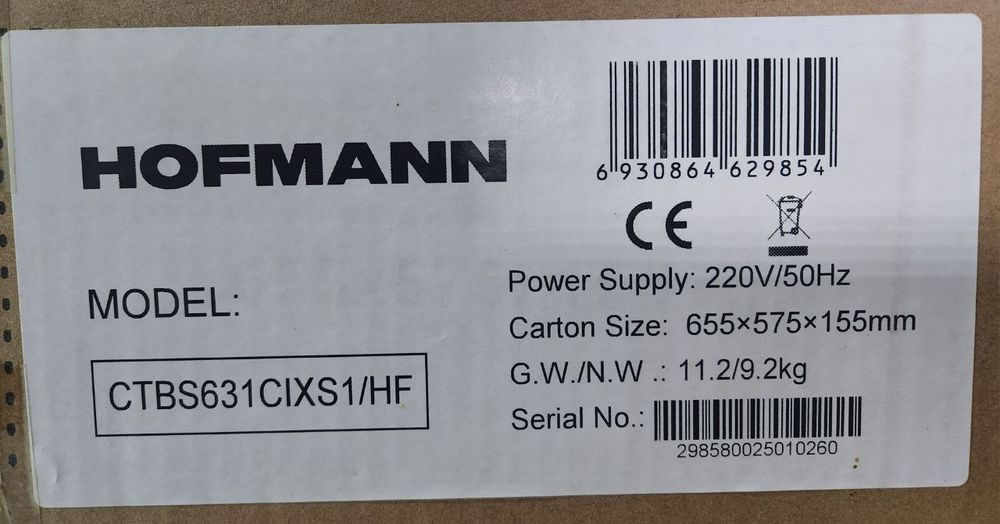 HOFMANN
6 930864 629854
CE
MODEL:
CTBS631CIXS1/HF
Power Supply: 220V/50Hz
Carton Size: 655×575×155mm
G.W./N.W .: 11.2/9.2kg
Serial No.:
298580025010260